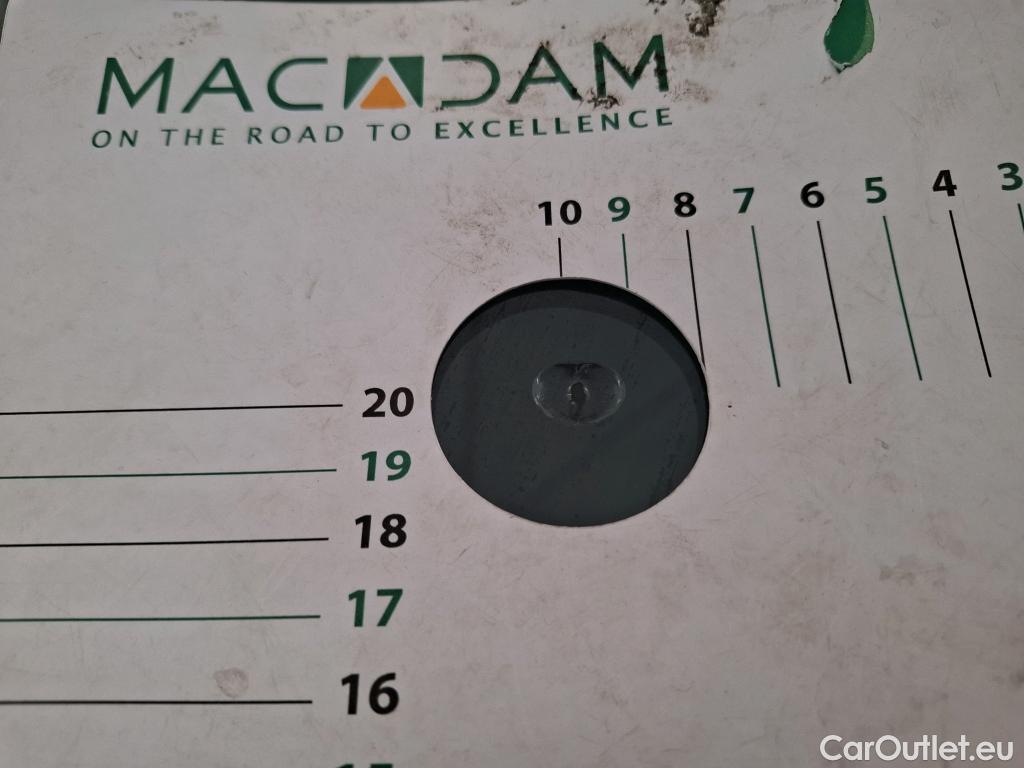 MACADAM
ON THE ROAD TO EXCELLENCE
10 9 8 7 6 5 4 3
20
19
18
17
16
CarOutlet.eu